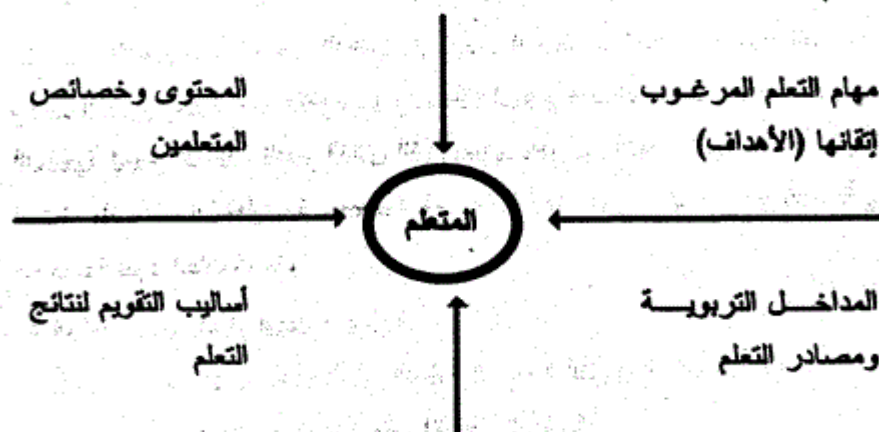 مهام التعلم المرغوب
إتقانها (الأهداف)
المحتوى وخصائص
المتعلمين
المتعلم
المداخل التربوية
ومصادر التعلم
أساليب التقويم لنتائج
التعلم